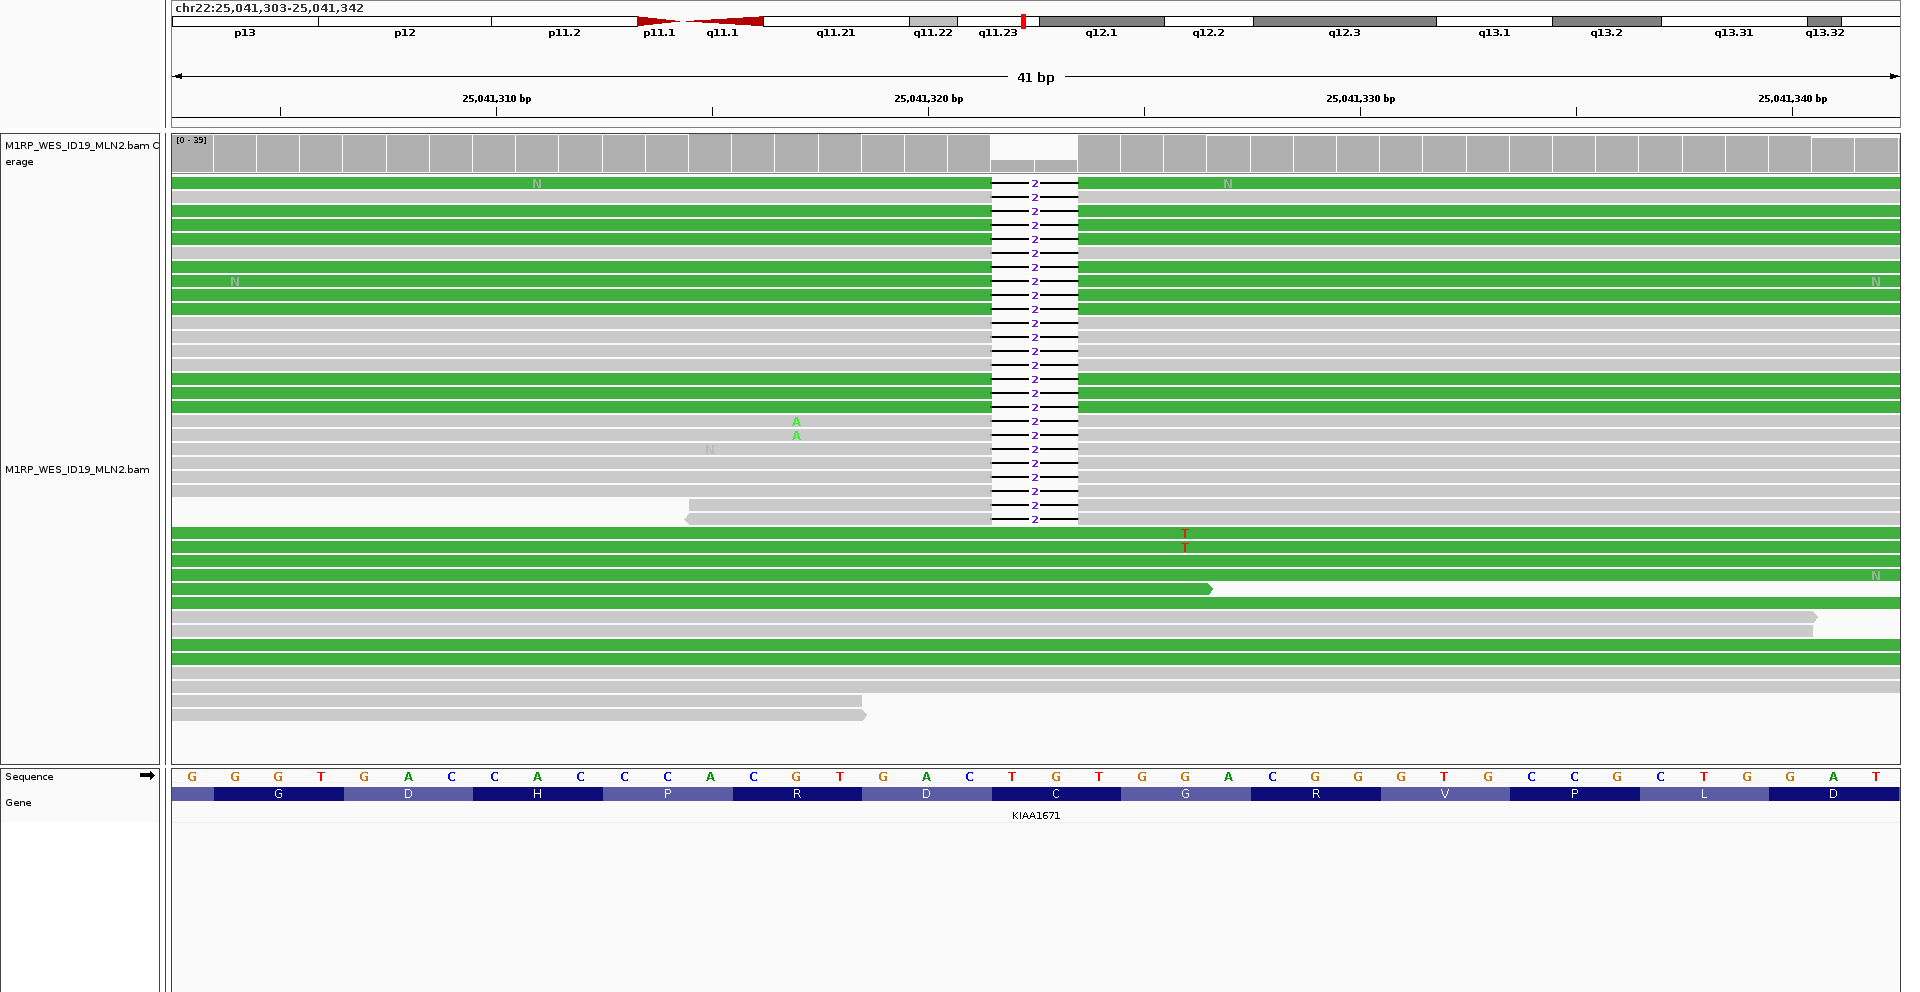 chr22:25,041,303-25,041,342
p13 p12 p11.2 p11.1 q11.1 q11.21 q11.22 q11.23 q12.1 q12.2 q12.3 q13.1 q13.2 q13.31 q13.32
41 bp
25,041,310 bp 25,041,320 bp 25,041,330 bp 25,041,340 bp
M1RP_WES_ID19_MLN2.bam C
erage
[0 - 39]
N 2 N
2
2
2
2
2
2
N 2 N
2
2
2
2
2
2
2
2
2
A 2
A 2
N 2
2
M1RP_WES_ID19_MLN2.bam
2
2
2
2
T
T
N
Sequence G G G T G A C C A C C C A C G T G A C T G T G G A C G G G T G C C G C T G G A T
G D H P R D C G R V P L D
Gene
KIAA1671